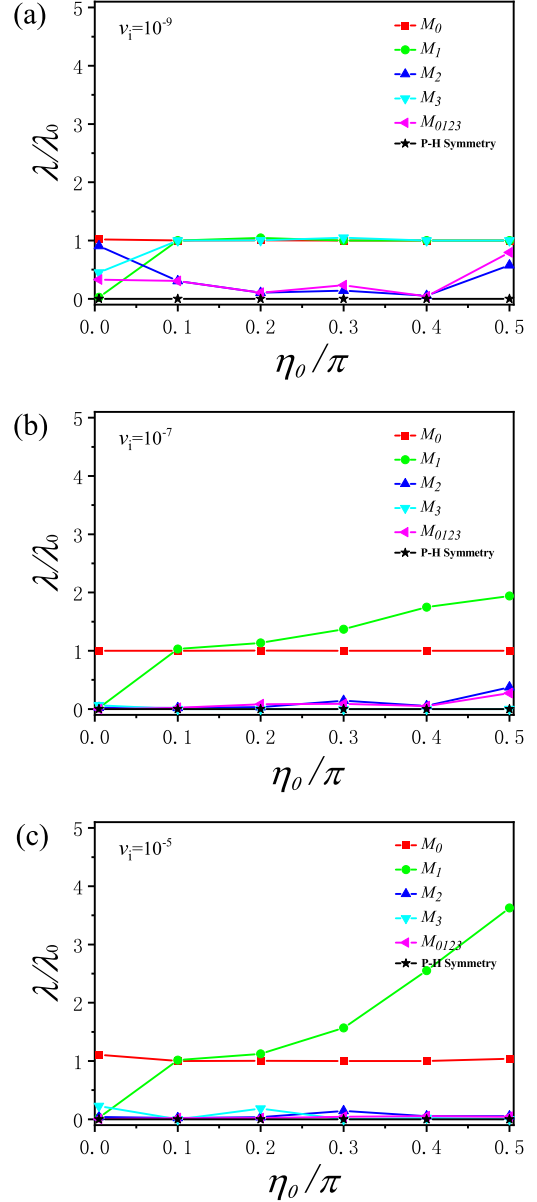 (a)
v_i=10^-9
M_0
M_1
M_2
M_3
M_0123
P-H Symmetry
λ/λ_0
5
4
3
2
1
0
0.0 0.1 0.2 0.3 0.4 0.5
η_0/π
(b)
v_i=10^-7
M_0
M_1
M_2
M_3
M_0123
P-H Symmetry
λ/λ_0
5
4
3
2
1
0
0.0 0.1 0.2 0.3 0.4 0.5
η_0/π
(c)
v_i=10^-5
M_0
M_1
M_2
M_3
M_0123
P-H Symmetry
λ/λ_0
5
4
3
2
1
0
0.0 0.1 0.2 0.3 0.4 0.5
η_0/π